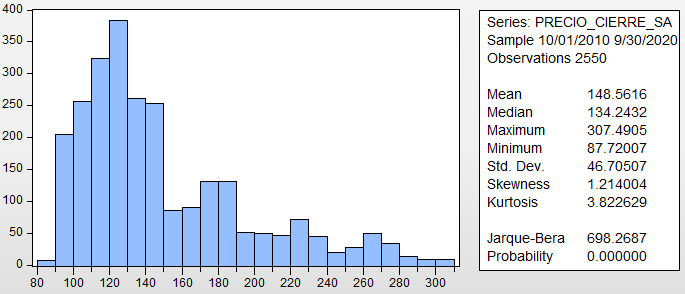 400
350
300
250
200
150
100
50
0
80 100 120 140 160 180 200 220 240 260 280 300
Series: PRECIO_CIERRE_SA
Sample 10/01/2010 9/30/2020
Observations 2550
Mean 148.5616
Median 134.2432
Maximum 307.4905
Minimum 87.72007
Std. Dev. 46.70507
Skewness 1.214004
Kurtosis 3.822629
Jarque-Bera 698.2687
Probability 0.000000